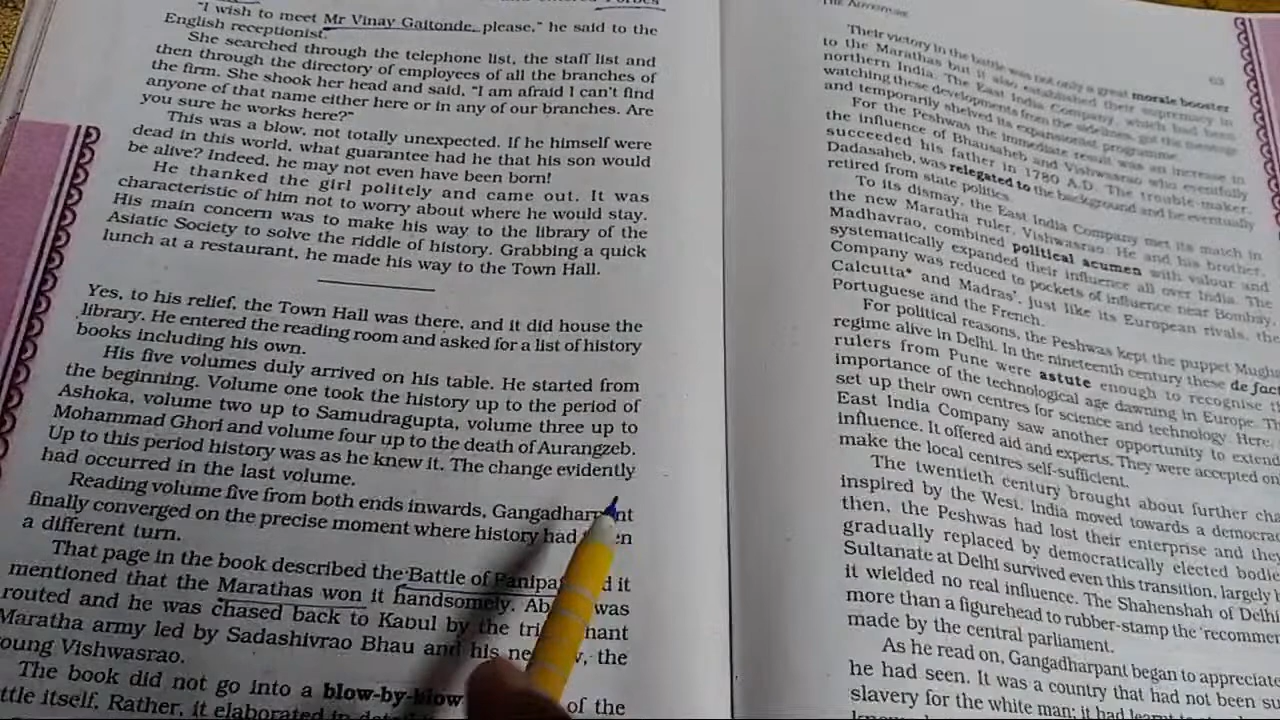 "I wish to meet Mr Vinay Gaitonde, please," he said to the
English receptionist.
She searched through the telephone list, the staff list and
then through the directory of employees of all the branches of
the firm. She shook her head and said, "I am afraid I can't find
anyone of that name either here or in any of our branches. Are
you sure he works here?"
This was a blow, not totally unexpected. If he himself were
dead in this world, what guarantee had he that his son would
be alive? Indeed, he may not even have been born!
He thanked the girl politely and came out. It was
characteristic of him not to worry about where he would stay.
His main concern was to make his way to the library of the
Asiatic Society to solve the riddle of history. Grabbing a quick
lunch at a restaurant, he made his way to the Town Hall.
Yes, to his relief, the Town Hall was there, and it did house the
library. He entered the reading room and asked for a list of history
books including his own.
His five volumes duly arrived on his table. He started from
the beginning. Volume one took the history up to the period of
Ashoka, volume two up to Samudragupta, volume three up to
Mohammad Ghori and volume four up to the death of Aurangzeb.
Up to this period history was as he knew it. The change evidently
had occurred in the last volume.
Reading volume five from both ends inwards, Gangadharpant
finally converged on the precise moment where history had
a different turn.
That page in the book described the Battle of Panipat it
mentioned that the Marathas won it handsomely. was
routed and he was chased back to Kabul by the
Maratha army led by Sadashivrao Bhau and his the
oung Vishwasrao.
The book did not go into a blow-by-blow of the
ttle itself. Rather, it elaborated in
THE ADVENTURE
63
Their victory in the battle was not only a great morale booster
to the Marathas but it also established their supremacy in
northern India. The East India Company, which had been
watching these developments from the sidelines, got the message
and temporarily shelved its expansionist programme.
For the Peshwas the immediate result was an increase in
the influence of Bhausaheb and Vishwasrao who eventually
succeeded his father in 1780 A.D. The trouble-maker,
Dadasaheb, was relegated to the background and he eventually
retired from state politics.
To its dismay, the East India Company met its match in
the new Maratha ruler, Vishwasrao. He and his brother,
Madhavrao, combined political acumen with valour and
systematically expanded their influence all over India. The
Company was reduced to pockets of influence near Bombay,
Calcutta* and Madras*, just like its European rivals, the
Portuguese and the French.
For political reasons, the Peshwas kept the puppet Mugha
regime alive in Delhi. In the nineteenth century these de fac
rulers from Pune were astute enough to recognise t
importance of the technological age dawning in Europe. Th
set up their own centres for science and technology. Here,
East India Company saw another opportunity to extend
influence. It offered aid and experts. They were accepted on
make the local centres self-sufficient.
The twentieth century brought about further cha
inspired by the West. India moved towards a democra
then, the Peshwas had lost their enterprise and the
gradually replaced by democratically elected bodie
Sultanate at Delhi survived even this transition, largely
it wielded no real influence. The Shahenshah of Delhi
more than a figurehead to rubber-stamp the 'recomme
made by the central parliament.
As he read on, Gangadharpant began to appreciate
he had seen. It was a country that had not been su
slavery for the white man; it had learnt